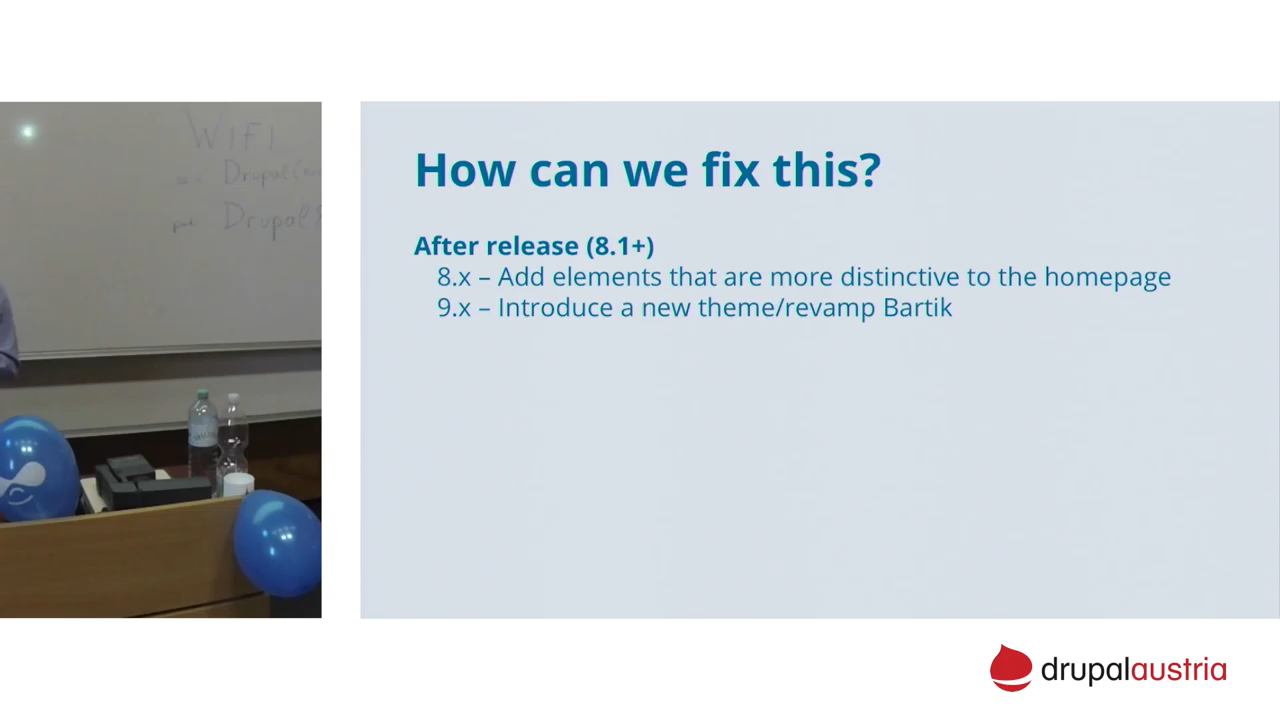 WIFI
Drupal
Drupal
How can we fix this?
After release (8.1+)
8.x – Add elements that are more distinctive to the homepage
9.x – Introduce a new theme/revamp Bartik
drupalaustria